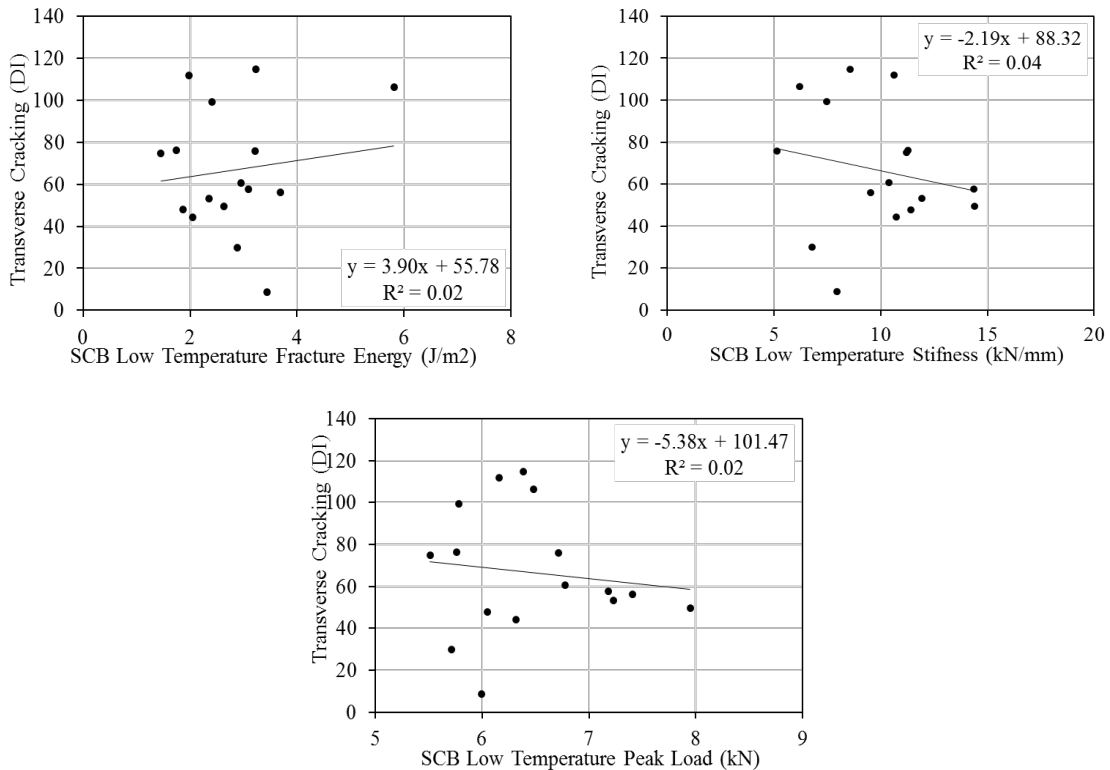 140
120
100
80
60
40
20
0
Transverse Cracking (DI)
y = 3.90x + 55.78
R² = 0.02
0 2 4 6 8
SCB Low Temperature Fracture Energy (J/m2)
140
120
100
80
60
40
20
0
Transverse Cracking (DI)
y = -2.19x + 88.32
R² = 0.04
0 5 10 15 20
SCB Low Temperature Stifness (kN/mm)
140
120
100
80
60
40
20
0
Transverse Cracking (DI)
y = -5.38x + 101.47
R² = 0.02
5 6 7 8 9
SCB Low Temperature Peak Load (kN)